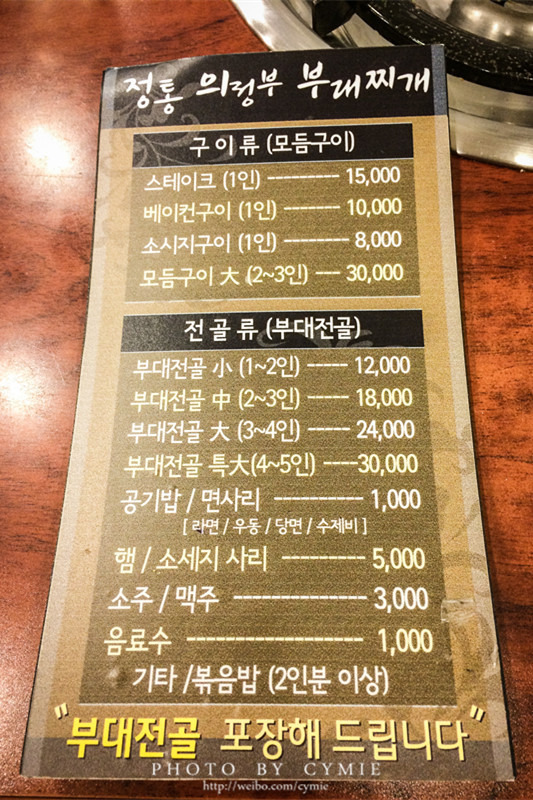 정통 의정부 부대찌개
구이류 (모듬구이)
스테이크 (1인) --------- 15,000
베이컨구이 (1인) ------- 10,000
소시지구이 (1인) -------- 8,000
모듬구이 大 (2~3인) --- 30,000
전골류 (부대전골)
부대전골 小 (1~2인) ----- 12,000
부대전골 中 (2~3인) ----- 18,000
부대전골 大 (3~4인) ----- 24,000
부대전골 특大(4~5인) ----30,000
공기밥 / 면사리 ----------- 1,000
[ 라면 / 우동 / 당면 / 수제비 ]
햄 / 소세지 사리 ---------- 5,000
소주 / 맥주 --------------- 3,000
음료수 ------------------- 1,000
기타 /볶음밥 (2인분 이상)
"부대전골 포장해 드립니다"
PHOTO BY CYMIE
http://weibo.com/cymie